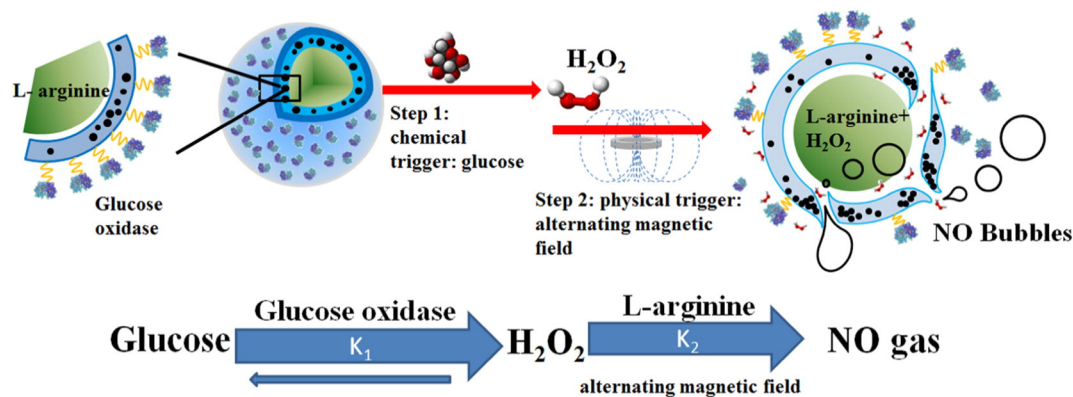 L- arginine
Glucose
oxidase
Step 1:
chemical
trigger: glucose
H₂O₂
Step 2: physical trigger:
alternating magnetic
field
L-arginine+
H₂O₂
NO Bubbles
Glucose oxidase
Glucose
K₁
H₂O₂
L-arginine
K₂
alternating magnetic field
NO gas